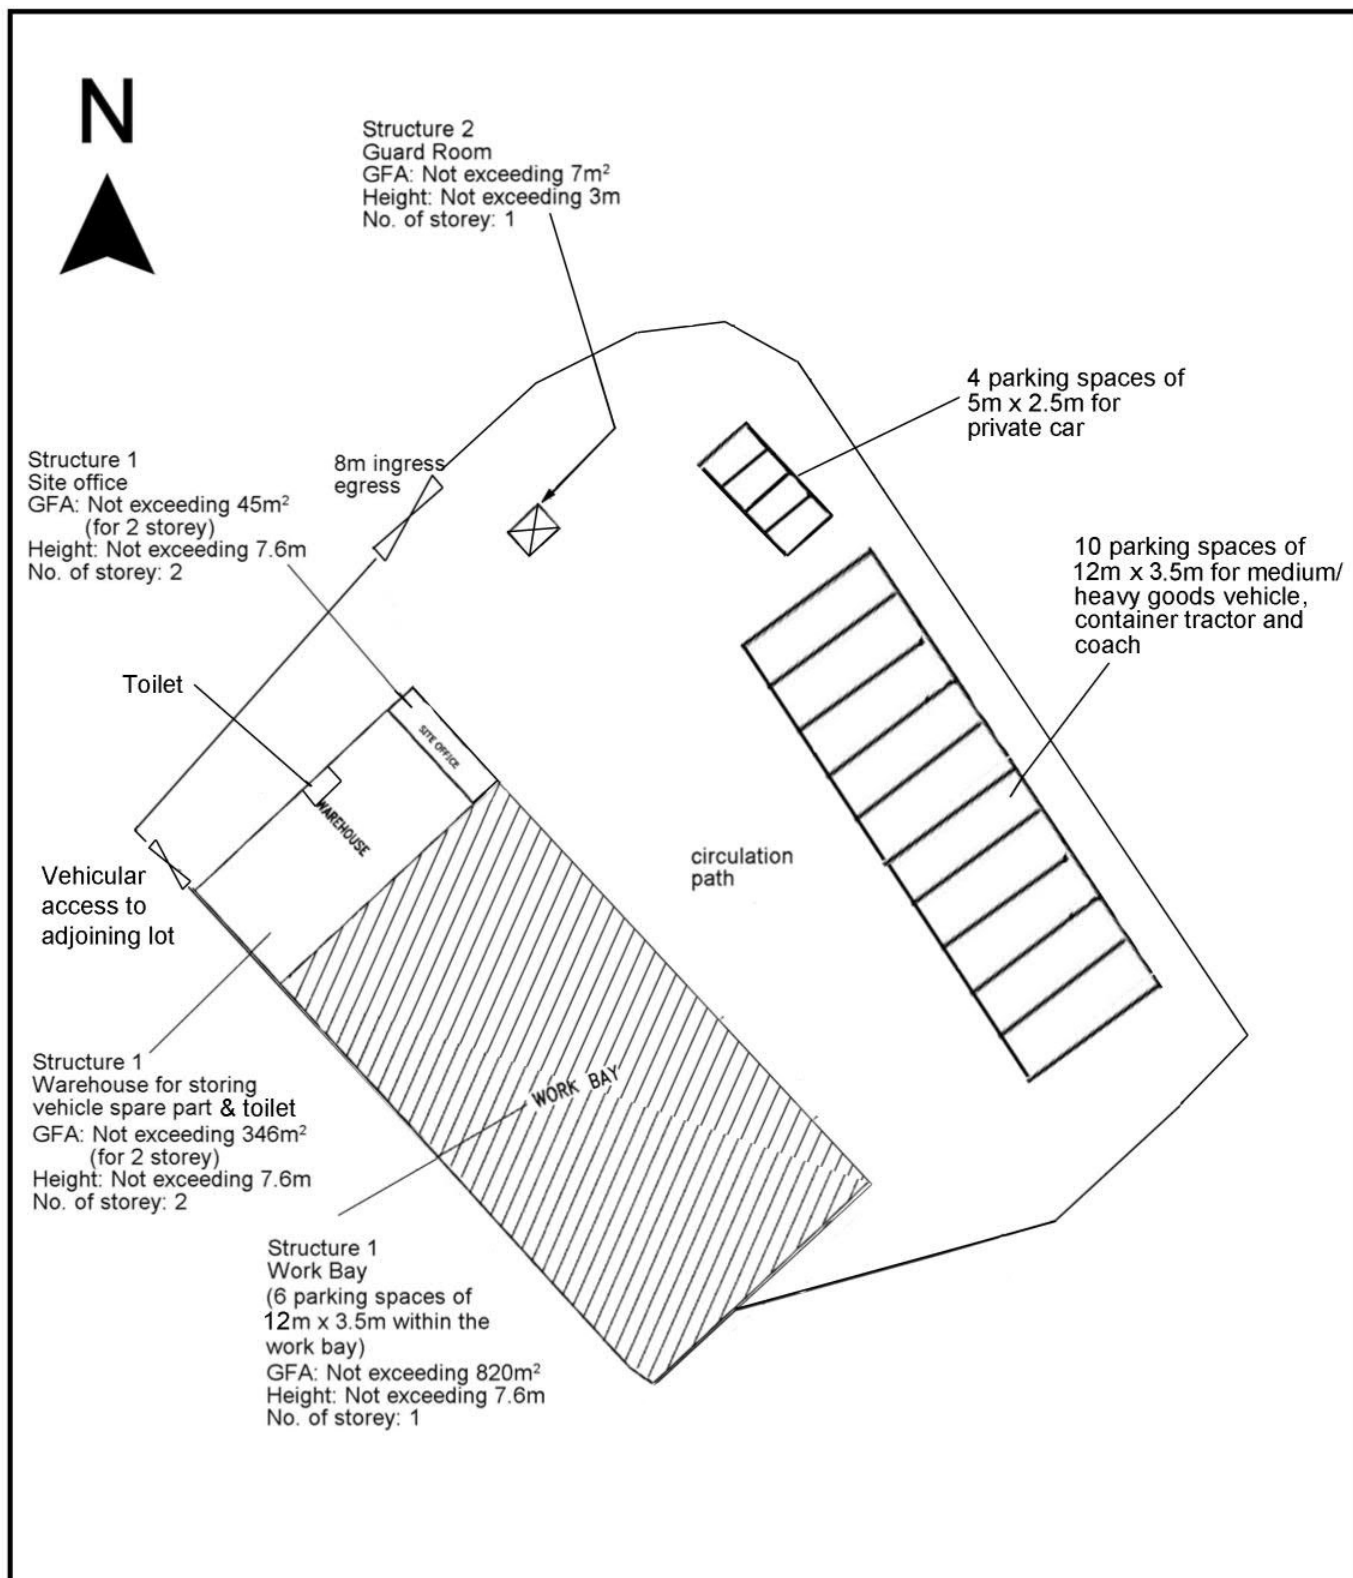 N
Structure 2
Guard Room
GFA: Not exceeding 7m²
Height: Not exceeding 3m
No. of storey: 1
4 parking spaces of
5m x 2.5m for
private car
Structure 1
Site office
GFA: Not exceeding 45m²
(for 2 storey)
Height: Not exceeding 7.6m
No. of storey: 2
8m ingress
egress
10 parking spaces of
12m x 3.5m for medium/
heavy goods vehicle,
container tractor and
coach
Toilet
SITE OFFICE
WAREHOUSE
circulation
path
Vehicular
access to
adjoining lot
Structure 1
Warehouse for storing
vehicle spare part & toilet
GFA: Not exceeding 346m²
(for 2 storey)
Height: Not exceeding 7.6m
No. of storey: 2
WORK BAY
Structure 1
Work Bay
(6 parking spaces of
12m x 3.5m within the
work bay)
GFA: Not exceeding 820m²
Height: Not exceeding 7.6m
No. of storey: 1